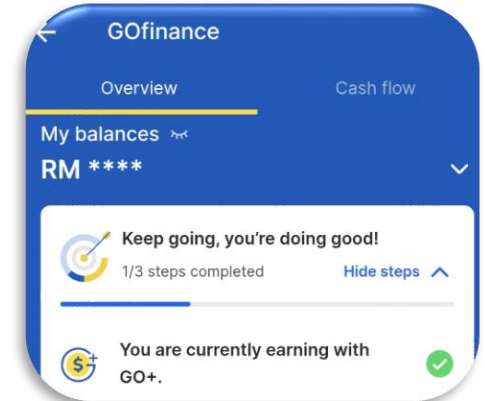 GOfinance
Overview
Cash flow
My balances
RM ****
Keep going, you're doing good!
1/3 steps completed
Hide steps
You are currently earning with
GO+.